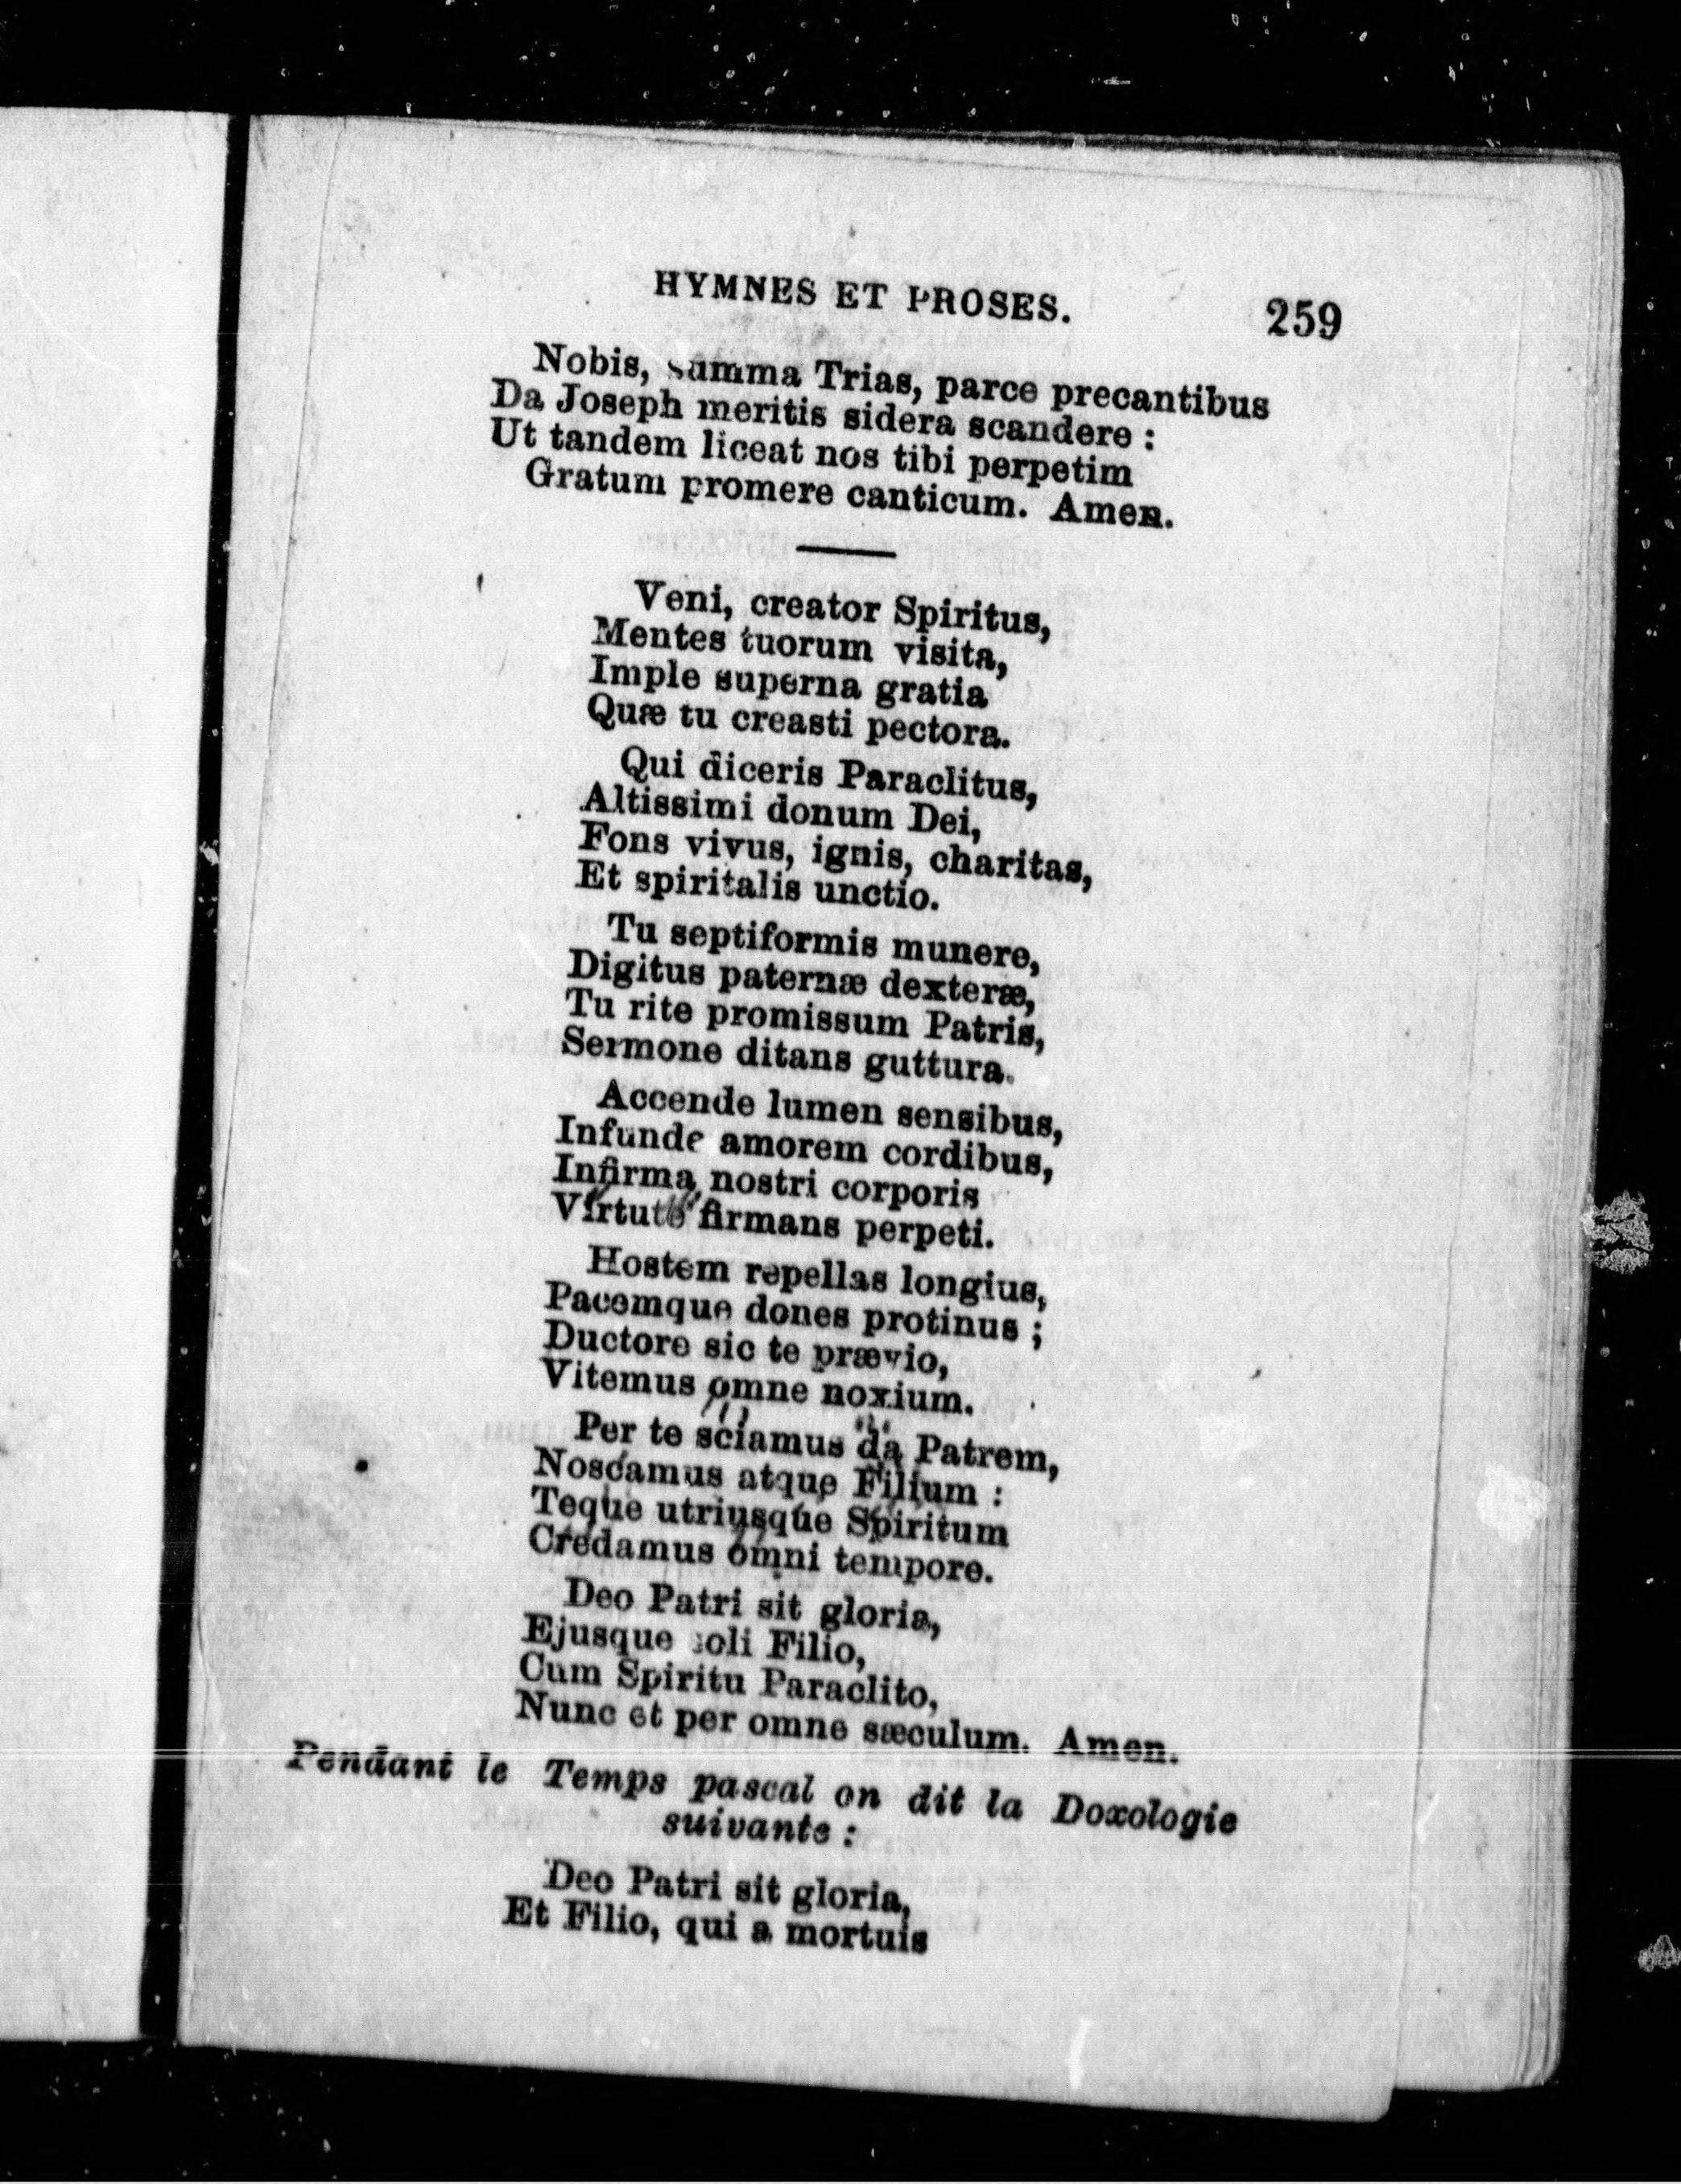 HYMNES ET PROSES. 259
Nobis, summa Trias, parce precantibus
Da Joseph meritis sidera scandere :
Ut tandem liceat nos tibi perpetim
Gratum promere canticum. Amen.
Veni, creator Spiritus,
Mentes tuorum visita,
Imple superna gratia
Quæ tu creasti pectora.
Qui diceris Paraclitus,
Altissimi donum Dei,
Fons vivus, ignis, charitas,
Et spiritalis unctio.
Tu septiformis munere,
Digitus paternæ dexteræ,
Tu rite promissum Patris,
Sermone ditans guttura.
Accende lumen sensibus,
Infunde amorem cordibus,
Infirma nostri corporis
Virtute firmans perpeti.
Hostem repellas longius,
Pacemque dones protinus ;
Ductore sic te prævio,
Vitemus omne noxium.
Per te sciamus da Patrem,
Noscamus atque Filium :
Teque utriusque Spiritum
Credamus omni tempore.
Deo Patri sit gloria,
Ejusque soli Filio,
Cum Spiritu Paraclito,
Nunc et per omne sæculum. Amen.
Pendant le Temps pascal on dit la Doxologie
suivante :
Deo Patri sit gloria,
Et Filio, qui a mortuis